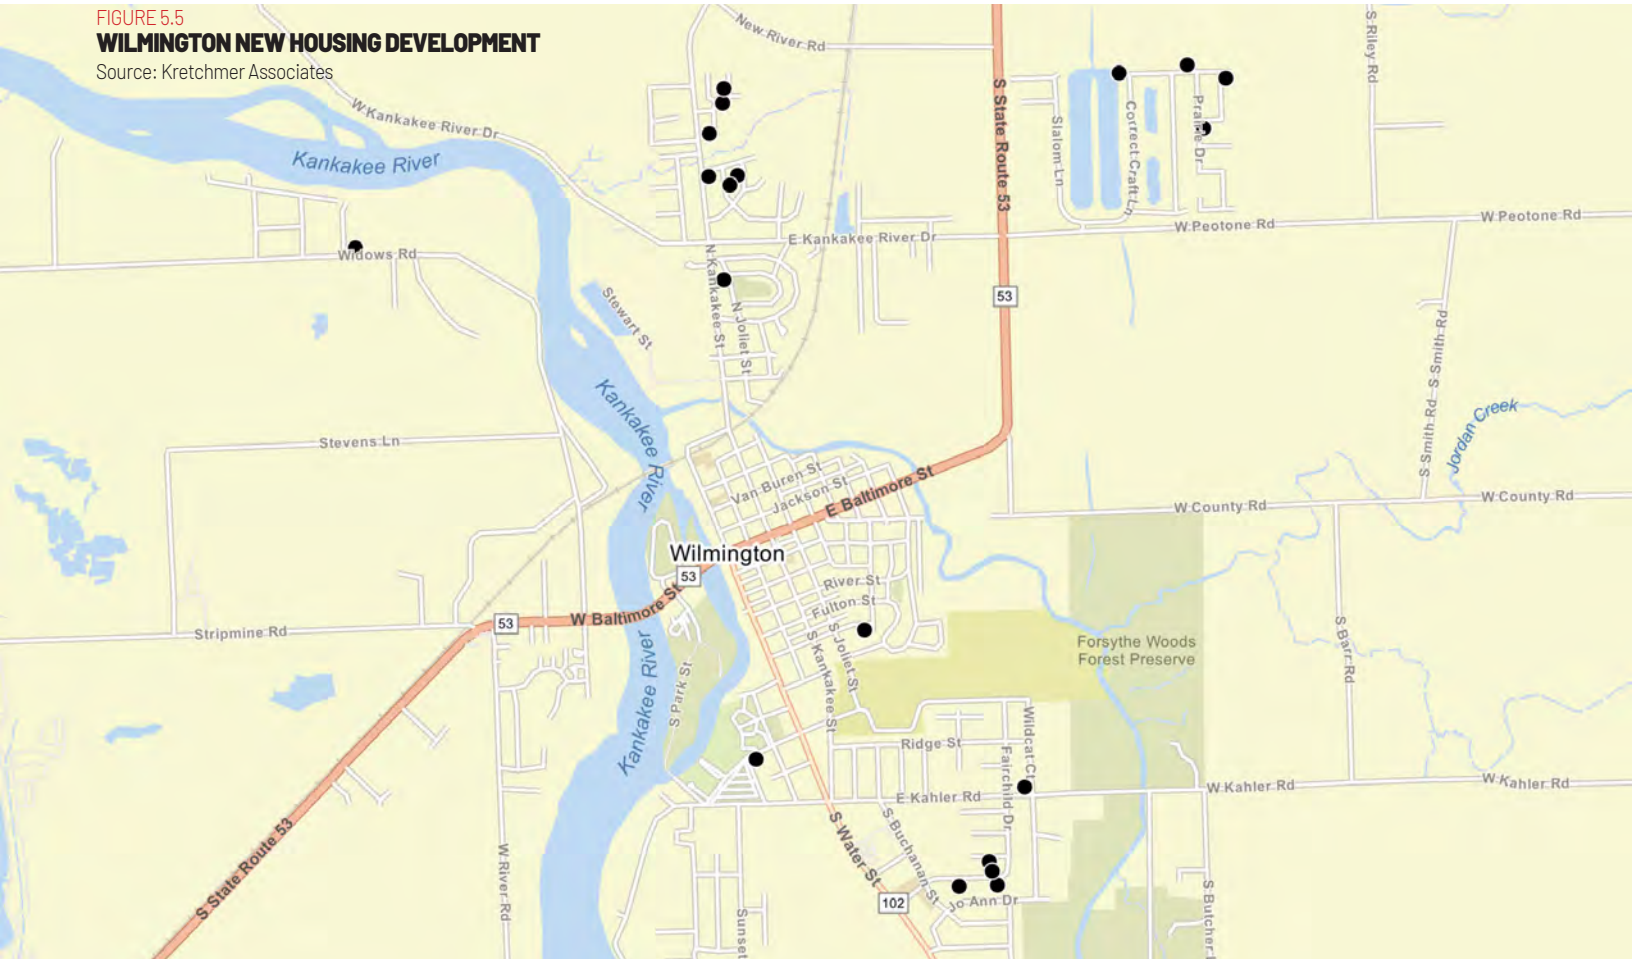 FIGURE 5.5
WILMINGTON NEW HOUSING DEVELOPMENT
Source: Kretchmer Associates
New River Rd
S Riley Rd
W Kankakee River Dr
Kankakee River
S State Route 53
Slalom Ln
Correct Craft Ln
Prairie Dr
W Peotone Rd
W Peotone Rd
E Kankakee River Dr
Widows Rd
N Kankakee St
N Joliet St
Stewart St
53
S Smith Rd
S Smith Rd
Jordan Creek
Kankakee River
Stevens Ln
Van Buren St
Jackson St
E Baltimore St
W County Rd
W County Rd
Wilmington
53
River St
Fulton St
53
W Baltimore St
Stripmine Rd
S Kankakee St
S Joliet St
Forsythe Woods
Forest Preserve
S Barr Rd
Kankakee River
S Park St
Wildcat Ct
Ridge St
Fairchild Dr
E Kahler Rd
W Kahler Rd
W Kahler Rd
S State Route 53
W River Rd
S Water St
S Buchanan St
102
Jo Ann Dr
Sunset
S Butcher